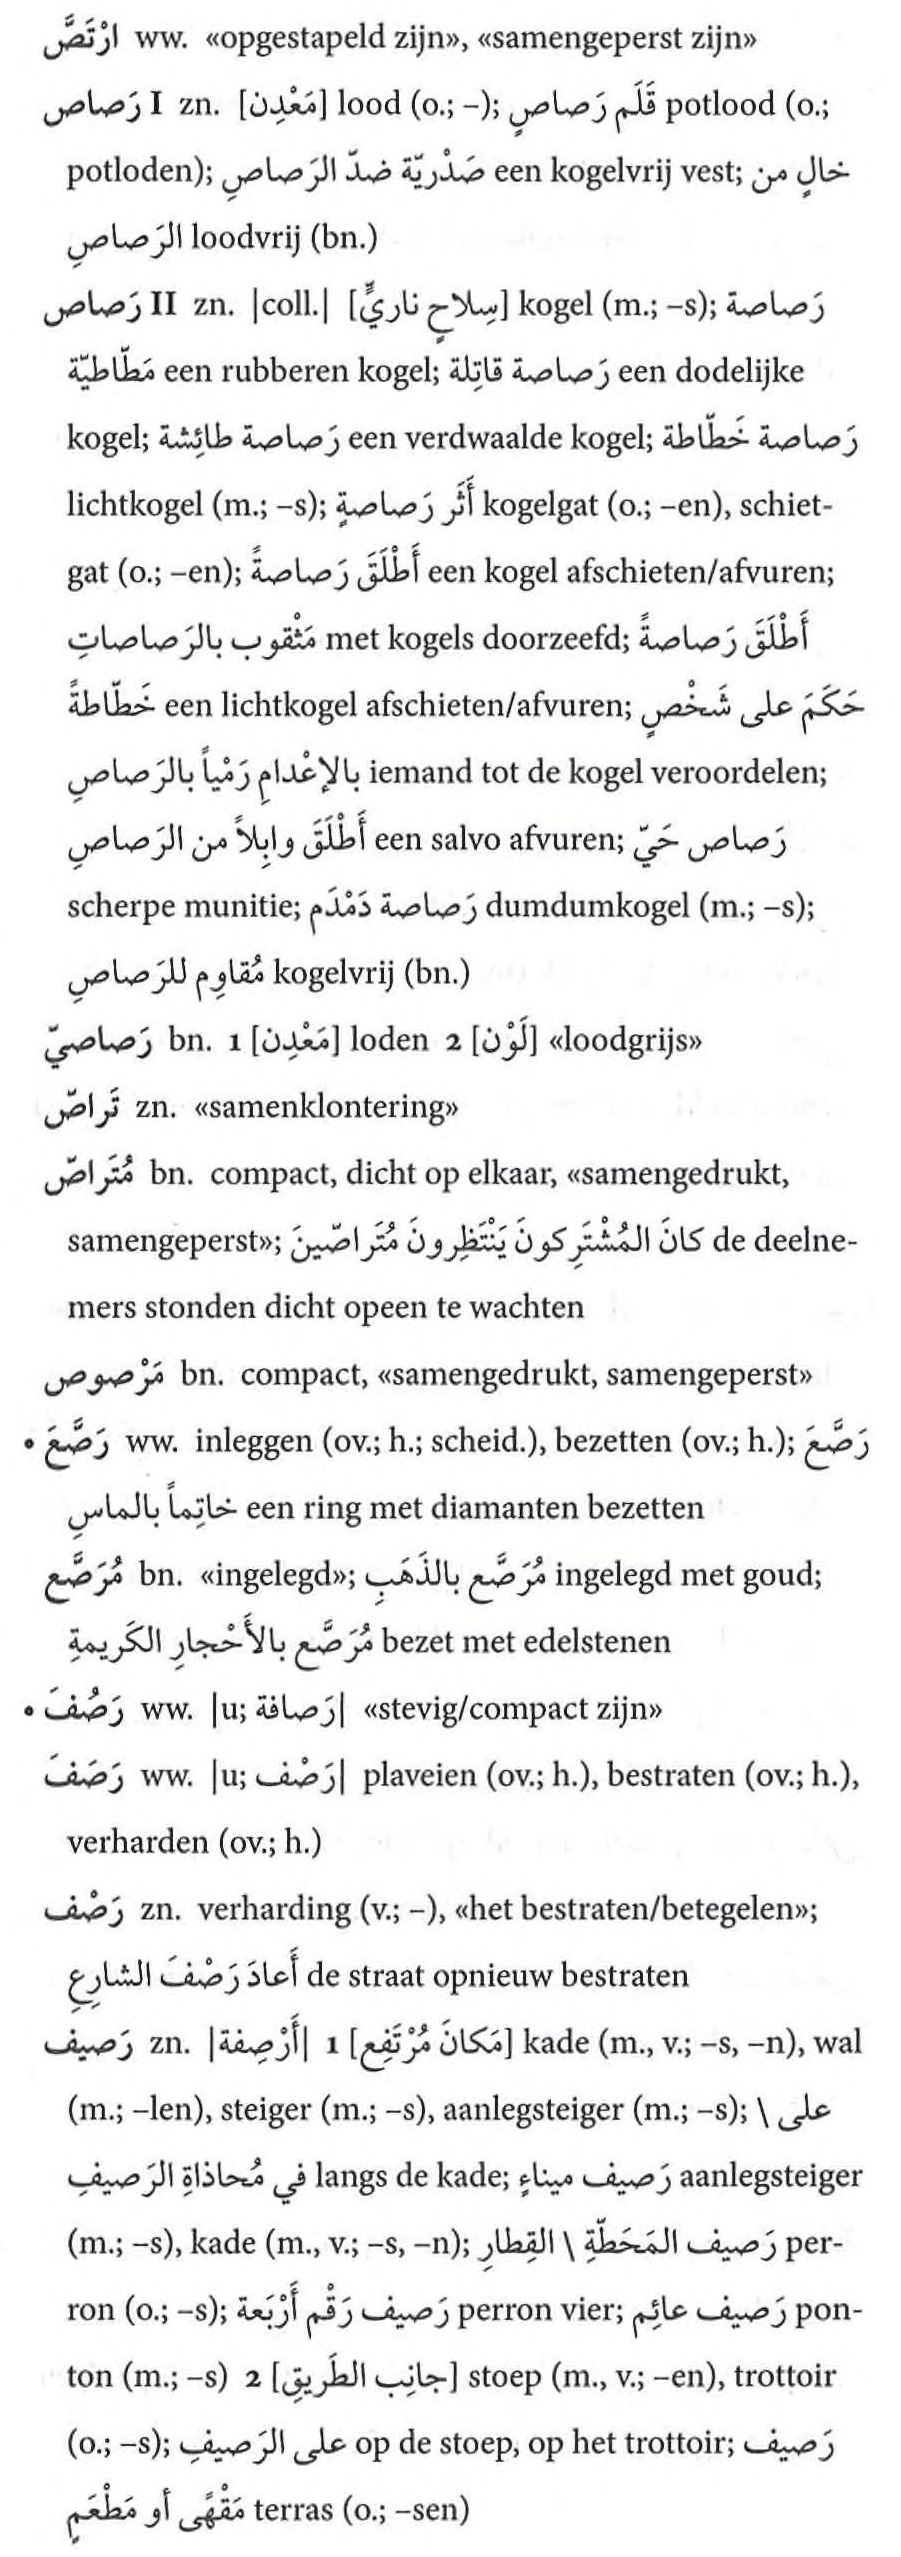 ارْتَصَّ ww. «opgestapeld zijn», «samengeperst zijn»
رَصاص I zn. [مَعْدِن] lood (o.; –); قَلَم رَصاصٍ potlood (o.;
potloden); صَدْرِيّة ضدّ الرَصاصِ een kogelvrij vest; خالٍ من
الرَصاصِ loodvrij (bn.)
رَصاص II zn. |coll.| [سِلاحٍ ناريٌّ] kogel (m.; –s); رَصاصة
مَطّاطيّة een rubberen kogel; رَصاصة قاتِلة een dodelijke
kogel; رَصاصة طائِشة een verdwaalde kogel; رَصاصة خَطّاطة
lichtkogel (m.; –s); أَثَر رَصاصةٍ kogelgat (o.; –en), schiet-
gat (o.; –en); أَطْلَقَ رَصاصةً een kogel afschieten/afvuren;
مَثْقوب بالرَصاصاتِ met kogels doorzeefd; أَطْلَقَ رَصاصةً
خَطّاطةً een lichtkogel afschieten/afvuren; حَكَمَ على شَخْصٍ
بالإعْدامِ رَمْياً بالرَصاصِ iemand tot de kogel veroordelen;
أَطْلَقَ وابِلاً من الرَصاصِ een salvo afvuren; رَصاص حَيّ
scherpe munitie; رَصاصة دَمْدَم dumdumkogel (m.; –s);
مُقاوِم للرَصاصِ kogelvrij (bn.)
رَصاصيّ bn. 1 [مَعْدِن] loden 2 [لَوْن] «loodgrijs»
تَراصّ zn. «samenklontering»
مُتَراصّ bn. compact, dicht op elkaar, «samengedrukt,
samengeperst»; كانَ المُشْتَرِكونَ يَنْتَظِرونَ مُتَراصّينَ de deelne-
mers stonden dicht opeen te wachten
مَرْصوص bn. compact, «samengedrukt, samengeperst»
• رَصَّعَ ww. inleggen (ov.; h.; scheid.), bezetten (ov.; h.); رَصَّعَ
خاتِماً بالماسِ een ring met diamanten bezetten
مُرَصَّع bn. «ingelegd»; مُرَصَّع بالذَهَبِ ingelegd met goud;
مُرَصَّع بالأَحْجارِ الكَريمةِ bezet met edelstenen
• رَصُفَ ww. |u; رَصافة| «stevig/compact zijn»
رَصَفَ ww. |u; رَصْف| plaveien (ov.; h.), bestraten (ov.; h.),
verharden (ov.; h.)
رَصْف zn. verharding (v.; –), «het bestraten/betegelen»;
أَعادَ رَصْفَ الشارِعِ de straat opnieuw bestraten
رَصيف zn. |أَرْصِفة| 1 [مَكانَ مُرْتَفِع] kade (m., v.; –s, –n), wal
(m.; –len), steiger (m.; –s), aanlegsteiger (m.; –s); على \
في مُحاذاةِ الرَصيفِ langs de kade; رَصيف ميناءٍ aanlegsteiger
(m.; –s), kade (m., v.; –s, –n); رَصيف المَحَطّةِ \ القِطارِ per-
ron (o.; –s); رَصيف رَقْم أَرْبَعة perron vier; رَصيف عائِم pon-
ton (m.; –s) 2 [جانِب الطَريقِ] stoep (m., v.; –en), trottoir
(o.; –s); على الرَصيفِ op de stoep, op het trottoir; رَصيف
مَقْهًى أو مَطْعَمٍ terras (o.; –sen)